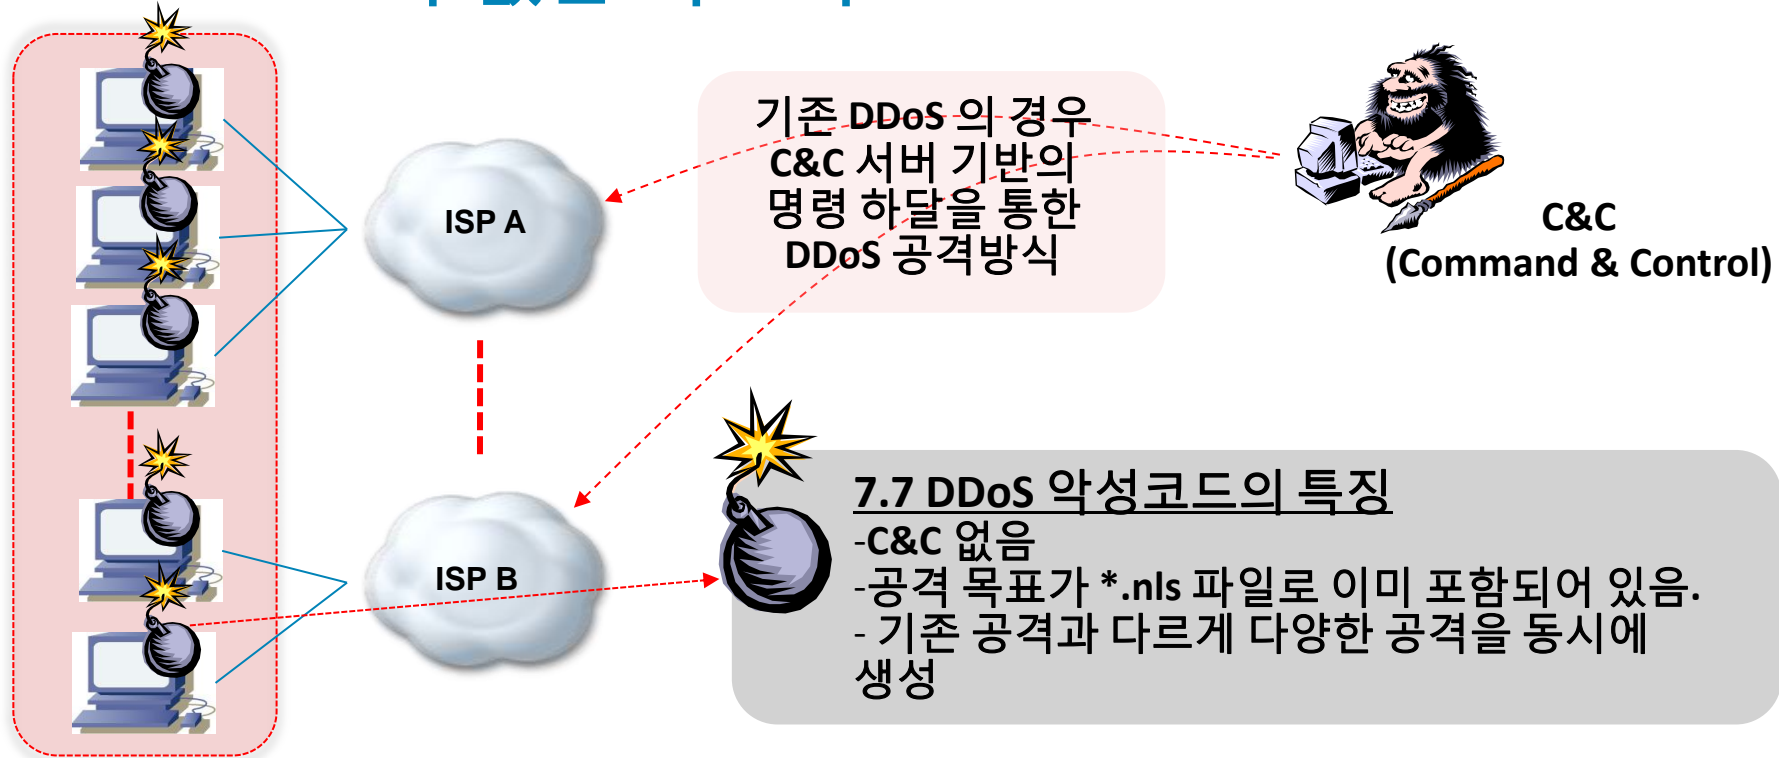 기존 DDoS 의 경우
C&C 서버 기반의
명령 하달을 통한
DDoS 공격방식
C&C
(Command & Control)
ISP A
ISP B
7.7 DDoS 악성코드의 특징
-C&C 없음
-공격 목표가 *.nls 파일로 이미 포함되어 있음.
- 기존 공격과 다르게 다양한 공격을 동시에
생성